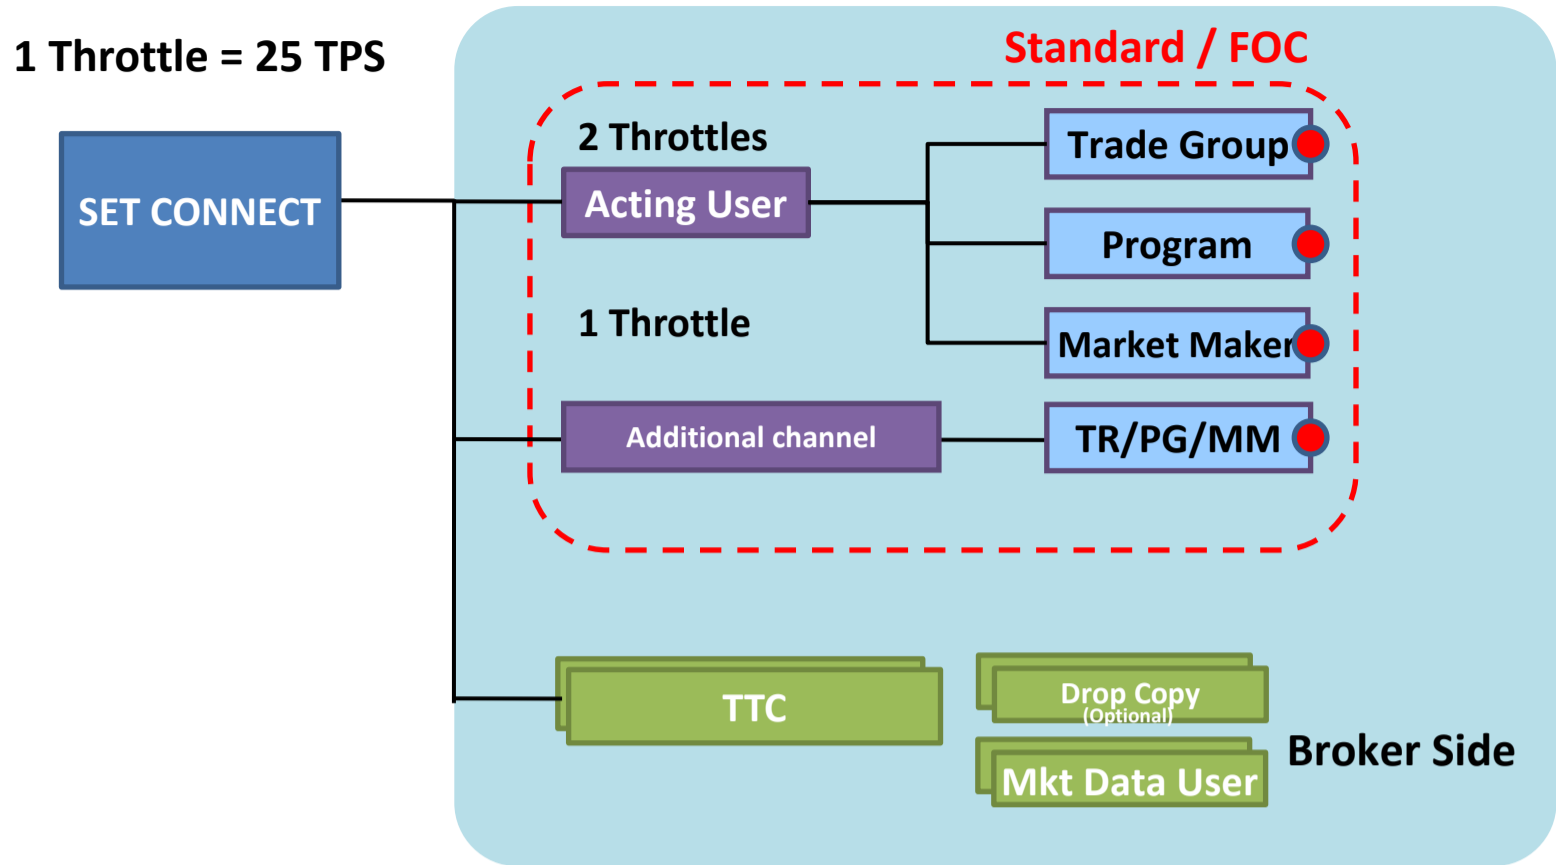 1 Throttle = 25 TPS
Standard / FOC
2 Throttles
Trade Group
SET CONNECT
Acting User
Program
1 Throttle
Market Maker
Additional channel
TR/PG/MM
TTC
Drop Copy
(Optional)
Broker Side
Mkt Data User